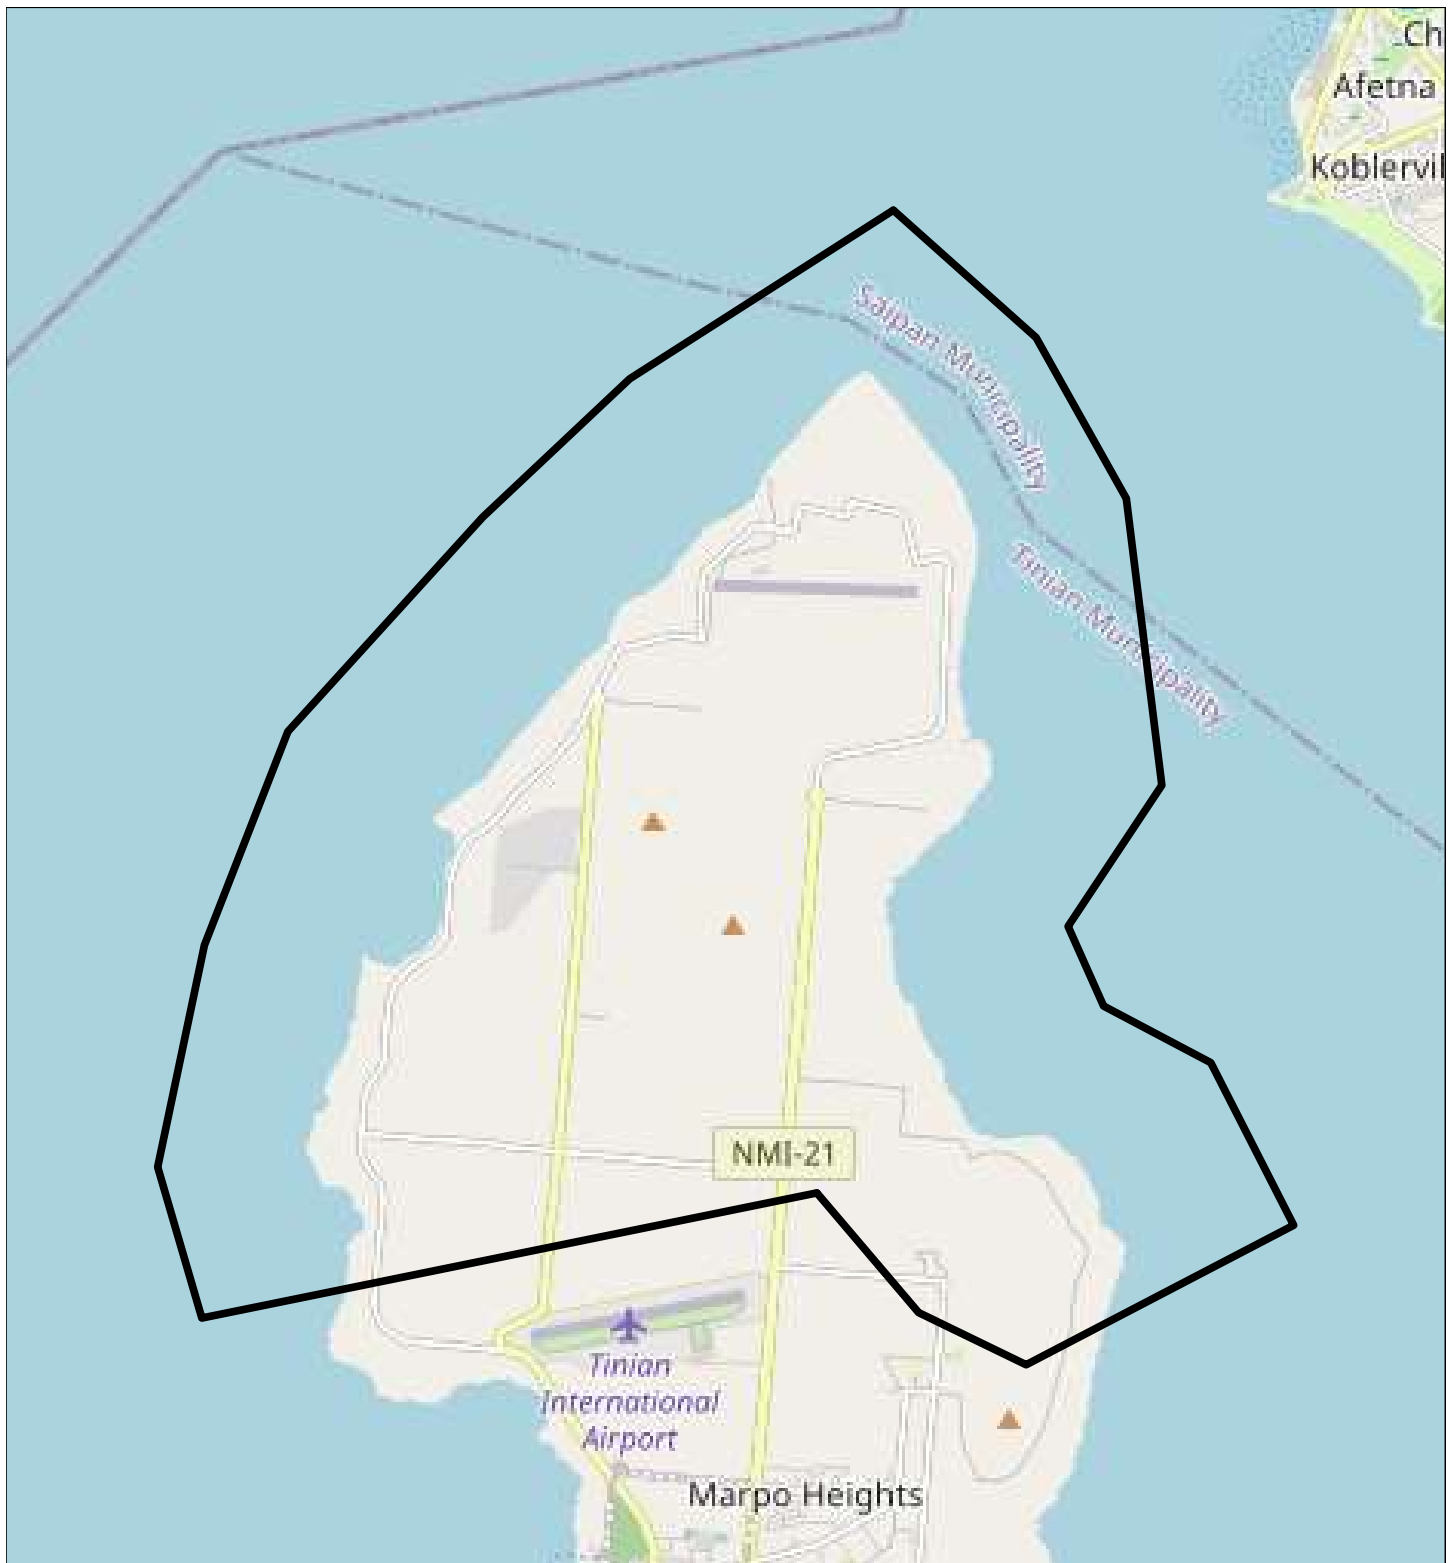 Ch
Afetna
Koblervil
Saipan Municipality
Tinian Municipality
NMI-21
Tinian
International
Airport
Marpo Heights